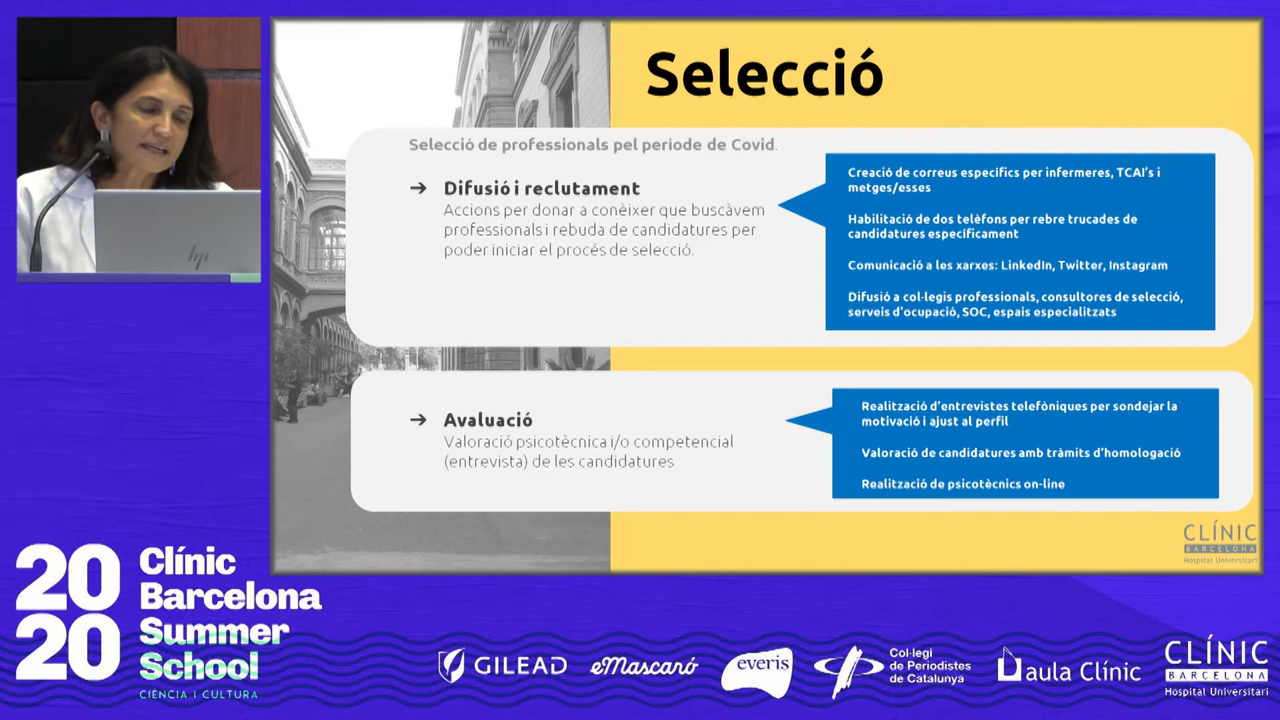 Selecció
Selecció de professionals pel període de Covid.
→ Difusió i reclutament
Accions per donar a conèixer que buscàvem
professionals i rebuda de candidatures per
poder iniciar el procés de selecció.
Creació de correus específics per infermeres, TCAI's i
metges/esses
Habilitació de dos telèfons per rebre trucades de
candidatures específicament
Comunicació a les xarxes: LinkedIn, Twitter, Instagram
Difusió a col·legis professionals, consultores de selecció,
serveis d'ocupació, SOC, espais especialitzats
→ Avaluació
Valoració psicotècnica i/o competencial
(entrevista) de les candidatures
Realització d'entrevistes telefòniques per sondejar la
motivació i ajust al perfil
Valoració de candidatures amb tràmits d'homologació
Realització de psicotècnics on-line
CLÍNIC
BARCELONA
Hospital Universitari
hp
20
20
Clínic
Barcelona
Summer
School
CIÈNCIA I CULTURA
GILEAD
eMascaró
everis
Col·legi
de Periodistes
de Catalunya
aula Clínic
CLÍNIC
BARCELONA
Hospital Universitari